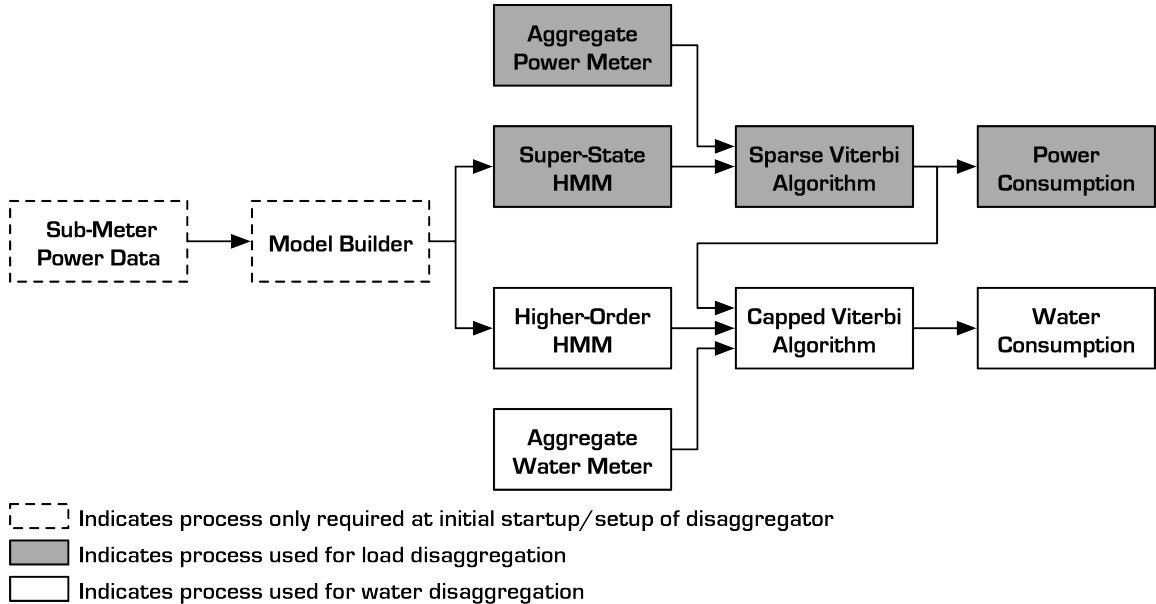 Aggregate
Power Meter
Super-State
HMM
Sparse Viterbi
Algorithm
Power
Consumption
Sub-Meter
Power Data
Model Builder
Higher-Order
HMM
Capped Viterbi
Algorithm
Water
Consumption
Aggregate
Water Meter
Indicates process only required at initial startup/setup of disaggregator
Indicates process used for load disaggregation
Indicates process used for water disaggregation